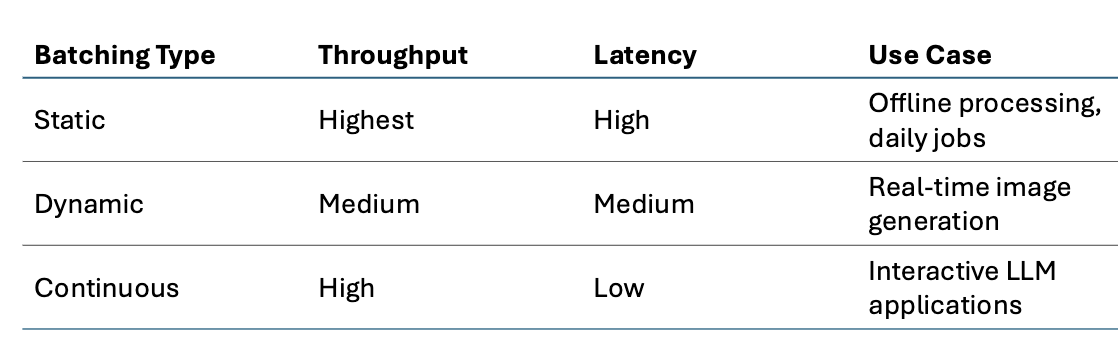 Batching Type Throughput Latency Use Case
Static Highest High Offline processing,
daily jobs
Dynamic Medium Medium Real-time image
generation
Continuous High Low Interactive LLM
applications